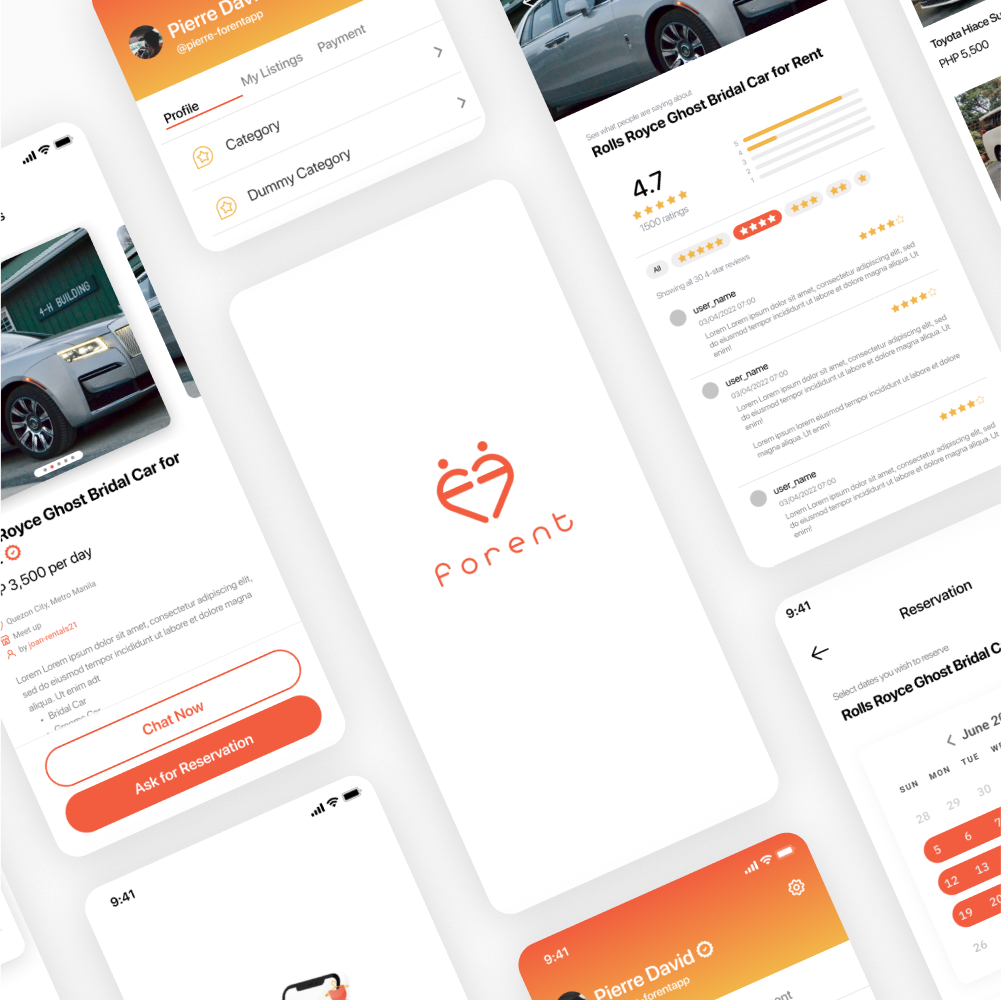 Pierre David
@pierre-forentapp
Profile
My Listings
Payment
Category
Dummy Category
4-H BUILDING
Royce Ghost Bridal Car for
3,500 per day
Quezon City, Metro Manila
Meet up
by joan-rentals21
Lorem Lorem ipsum dolor sit amet, consectetur adipiscing elit,
sed do eiusmod tempor incididunt ut labore et dolore magna
aliqua. Ut enim adt
• Bridal Car
Chat Now
Ask for Reservation
forent
See what people are saying about
Rolls Royce Ghost Bridal Car for Rent
4.7
1500 ratings
5
4
3
2
1
All
Showing all 30 4-star reviews
user_name
03/04/2022 07:00
Lorem Lorem ipsum dolor sit amet, consectetur adipiscing elit, sed
do eiusmod tempor incididunt ut labore et dolore magna aliqua. Ut
enim!
user_name
03/04/2022 07:00
Lorem Lorem ipsum dolor sit amet, consectetur adipiscing elit, sed
do eiusmod tempor incididunt ut labore et dolore magna aliqua. Ut
enim!
Lorem ipsum lorem eiusmod tempor incididunt ut labore et dolore
magna aliqua. Ut enim!
user_name
03/04/2022 07:00
Lorem Lorem ipsum dolor sit amet, consectetur adipiscing elit, sed
do eiusmod tempor incididunt ut labore et dolore magna aliqua. Ut
enim!
Toyota Hiace Su
PHP 5,500
9:41
Reservation
Select dates you wish to reserve
Rolls Royce Ghost Bridal C
June 20
SUN MON TUE WE
28 29 30
5 6 7
12 13
19 20
26
9:41
9:41
Pierre David
-forentapp